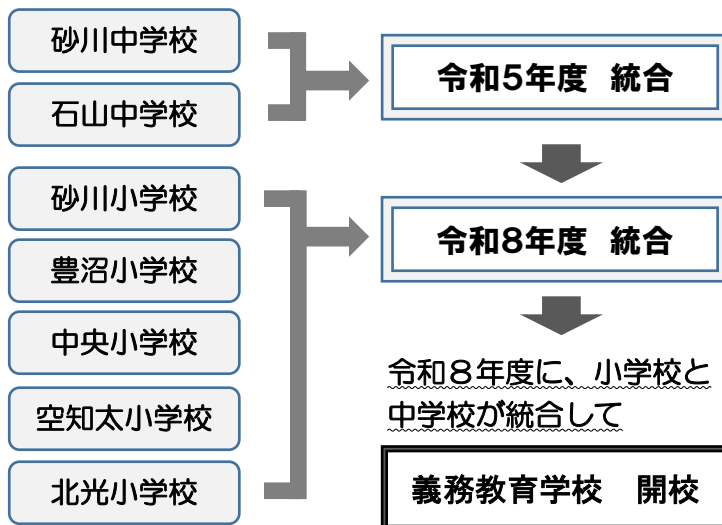 砂川中学校
石山中学校
令和5年度 統合
砂川小学校
豊沼小学校
中央小学校
空知太小学校
北光小学校
令和8年度 統合
令和８年度に、小学校と
中学校が統合して
義務教育学校　開校